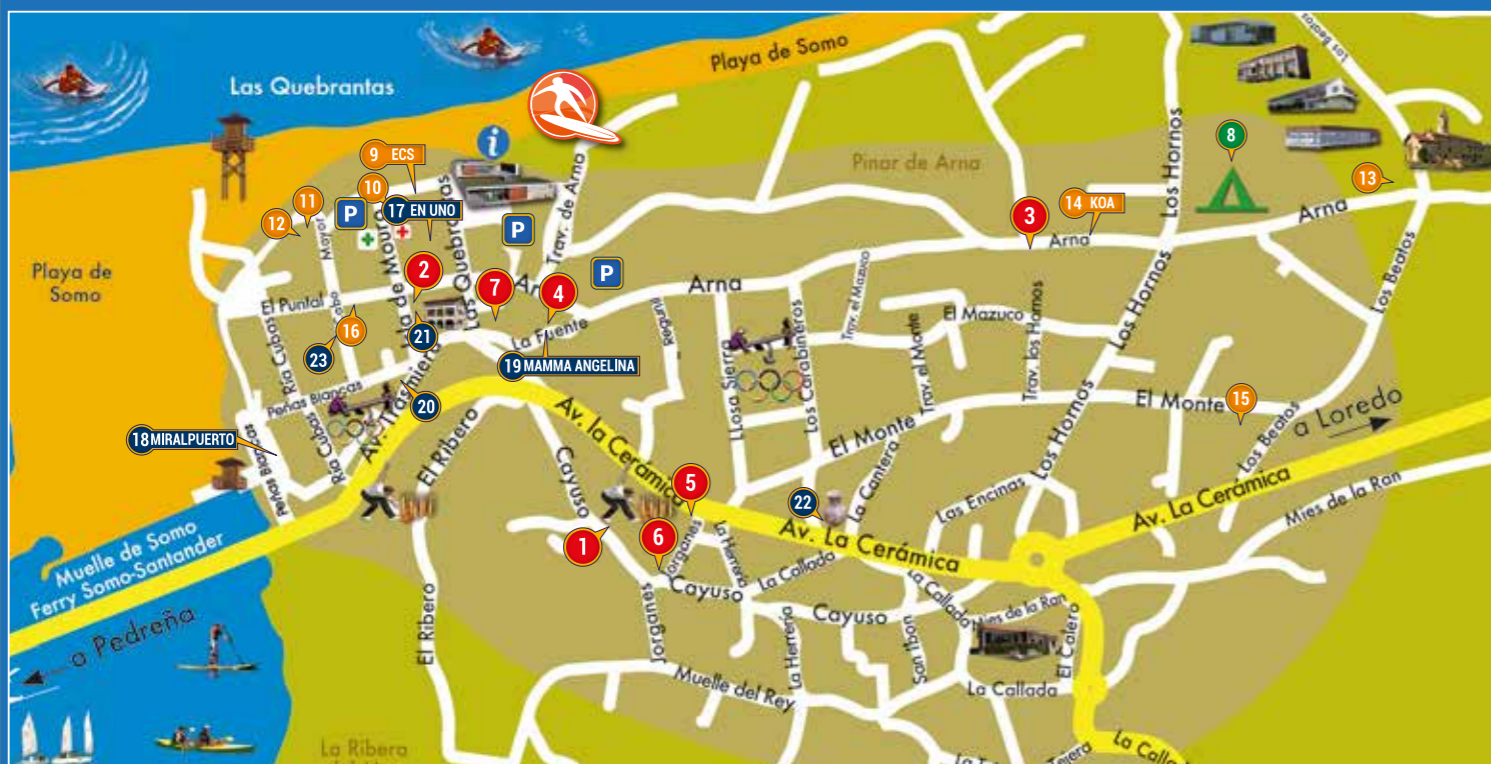 Las Quebrantas
Playa de Somo
Los Beatos
i
8
9 ECS
10
Pinar de Arna
13
11
12
P
17 EN UNO
P
Trav. de Arna
Las Quebrantas
Los Hornos
3
14 KOA
Arna
Arna
Playa de
Somo
Mayor
Ría de Mouro
2
7
4
P
Arna
Trav. el Mazuco
Los Beatos
El Puntal
16
21
La Fuente
Regunil
El Mazuco
Trav. los Hornos
Los Hornos
23
Ría Cubas
19 MAMMA ANGELINA
Peñas Blancas
20
Llosa Sierra
Los Carabineros
Trav. el Monte
El Monte
15
a Loredo
18 MIRALPUERTO
Peñas Blancas
Ría Cubas
Av. Trasmiera
El Ribero
Av. la Cerámica
Cayuso
El Monte
La Cantera
Los Hornos
Los Beatos
5
22
Las Encinas
Av. La Cerámica
Mies de la Ran
Muelle de Somo
Ferry Somo-Santander
1
6
Jorganes
La Herrería
Av. La Cerámica
La Callada
Cayuso
Cayuso
La Callada
Mies de la Ran
a Pedreña
El Ribero
Jorganes
La Herrería
San Ibon
El Calero
Muelle del Rey
La Callada
La Ribera
Tejera